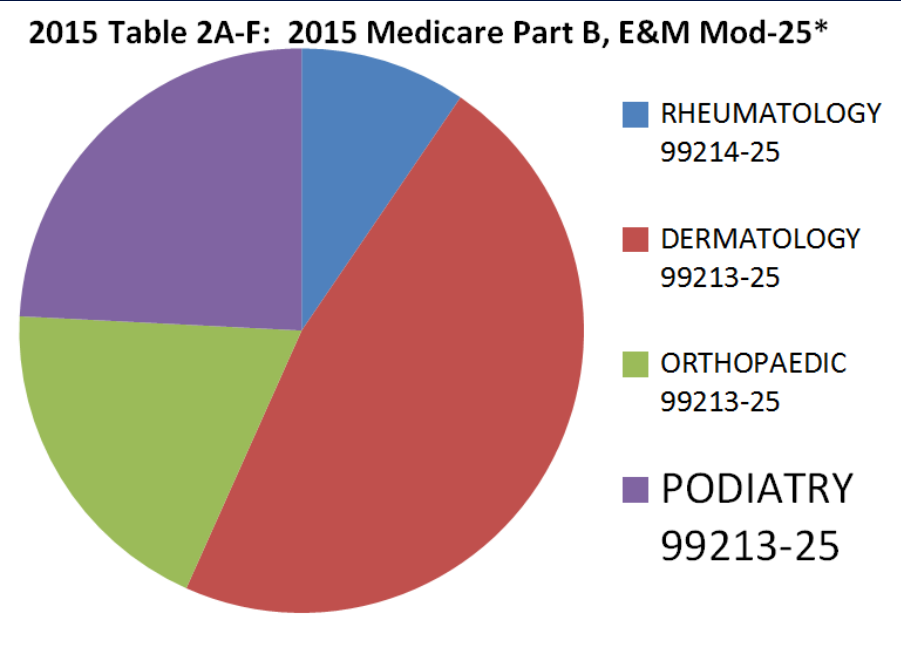 2015 Table 2A-F:  2015 Medicare Part B, E&M Mod-25*
RHEUMATOLOGY
99214-25
DERMATOLOGY
99213-25
ORTHOPAEDIC
99213-25
PODIATRY
99213-25